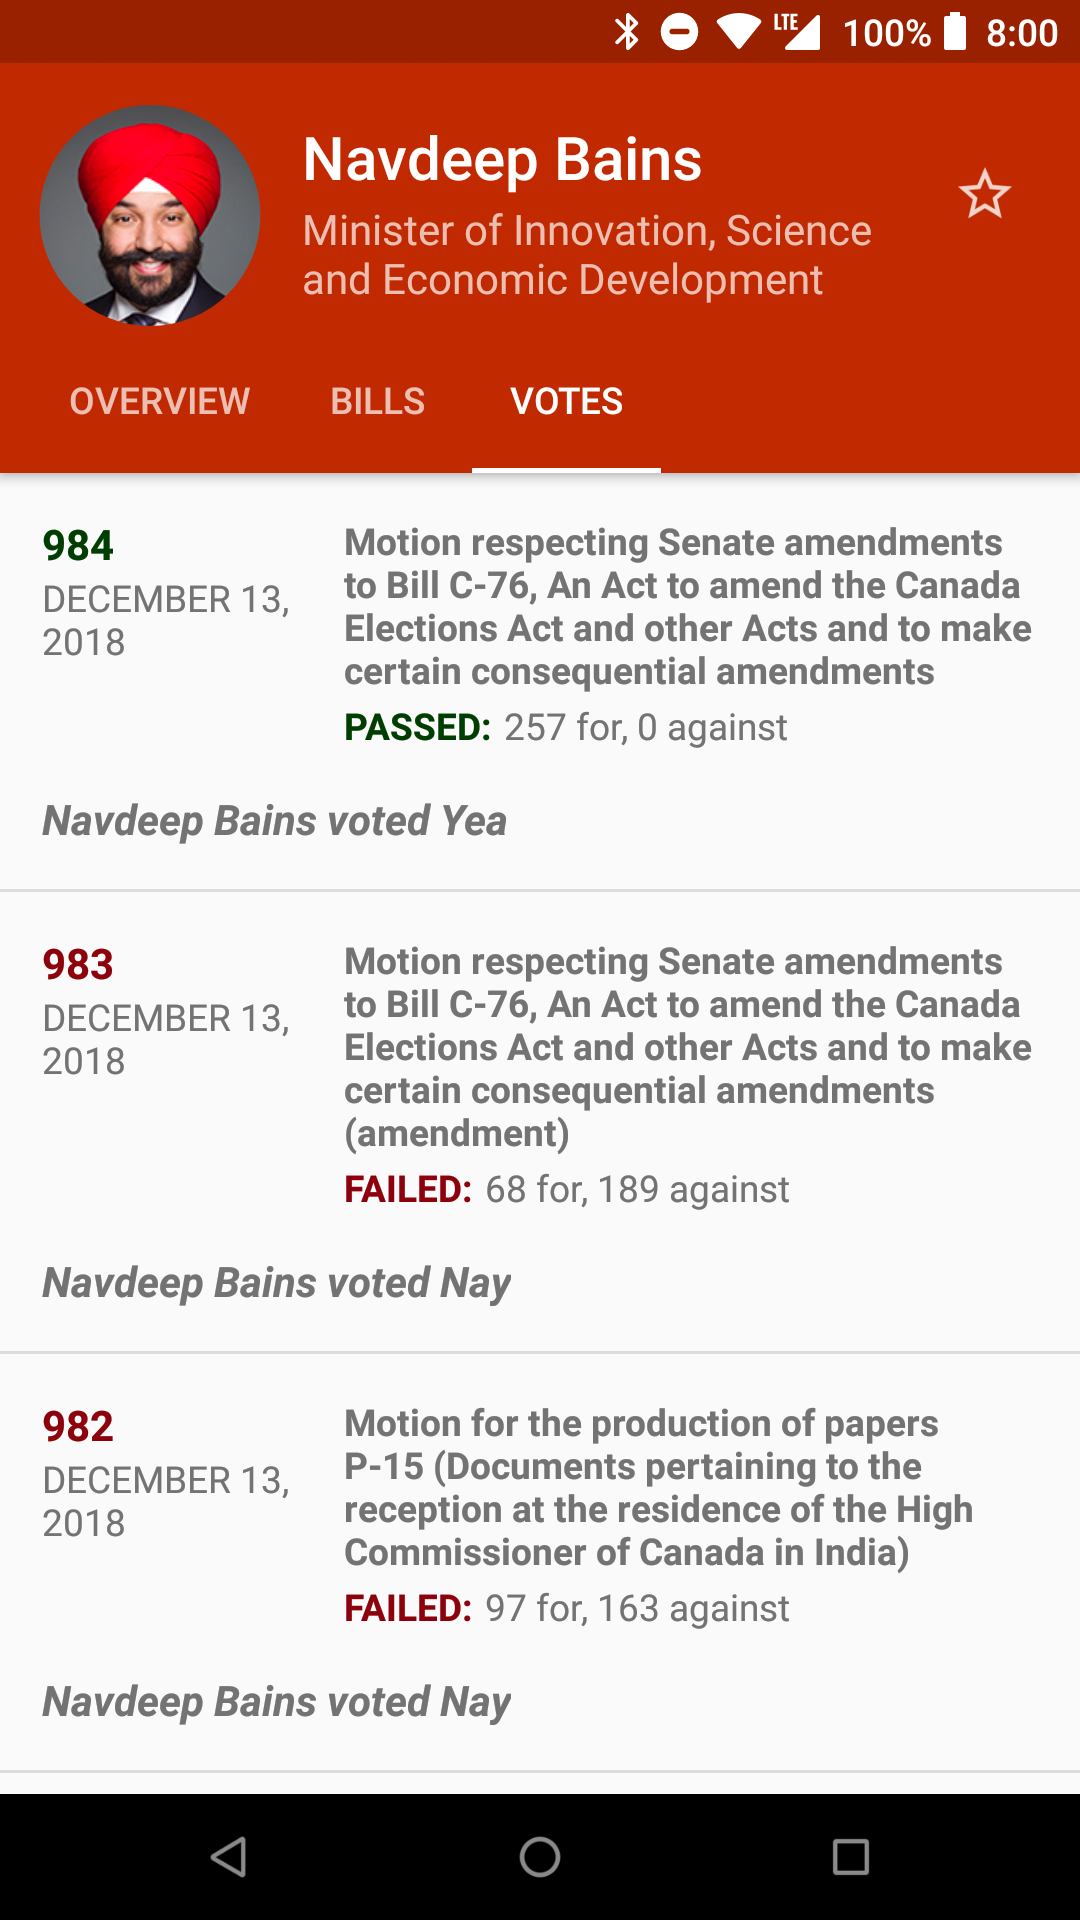 LTE 100% 8:00
Navdeep Bains
Minister of Innovation, Science
and Economic Development
OVERVIEW BILLS VOTES
984
DECEMBER 13,
2018
Motion respecting Senate amendments
to Bill C-76, An Act to amend the Canada
Elections Act and other Acts and to make
certain consequential amendments
PASSED: 257 for, 0 against
Navdeep Bains voted Yea
983
DECEMBER 13,
2018
Motion respecting Senate amendments
to Bill C-76, An Act to amend the Canada
Elections Act and other Acts and to make
certain consequential amendments
(amendment)
FAILED: 68 for, 189 against
Navdeep Bains voted Nay
982
DECEMBER 13,
2018
Motion for the production of papers
P-15 (Documents pertaining to the
reception at the residence of the High
Commissioner of Canada in India)
FAILED: 97 for, 163 against
Navdeep Bains voted Nay